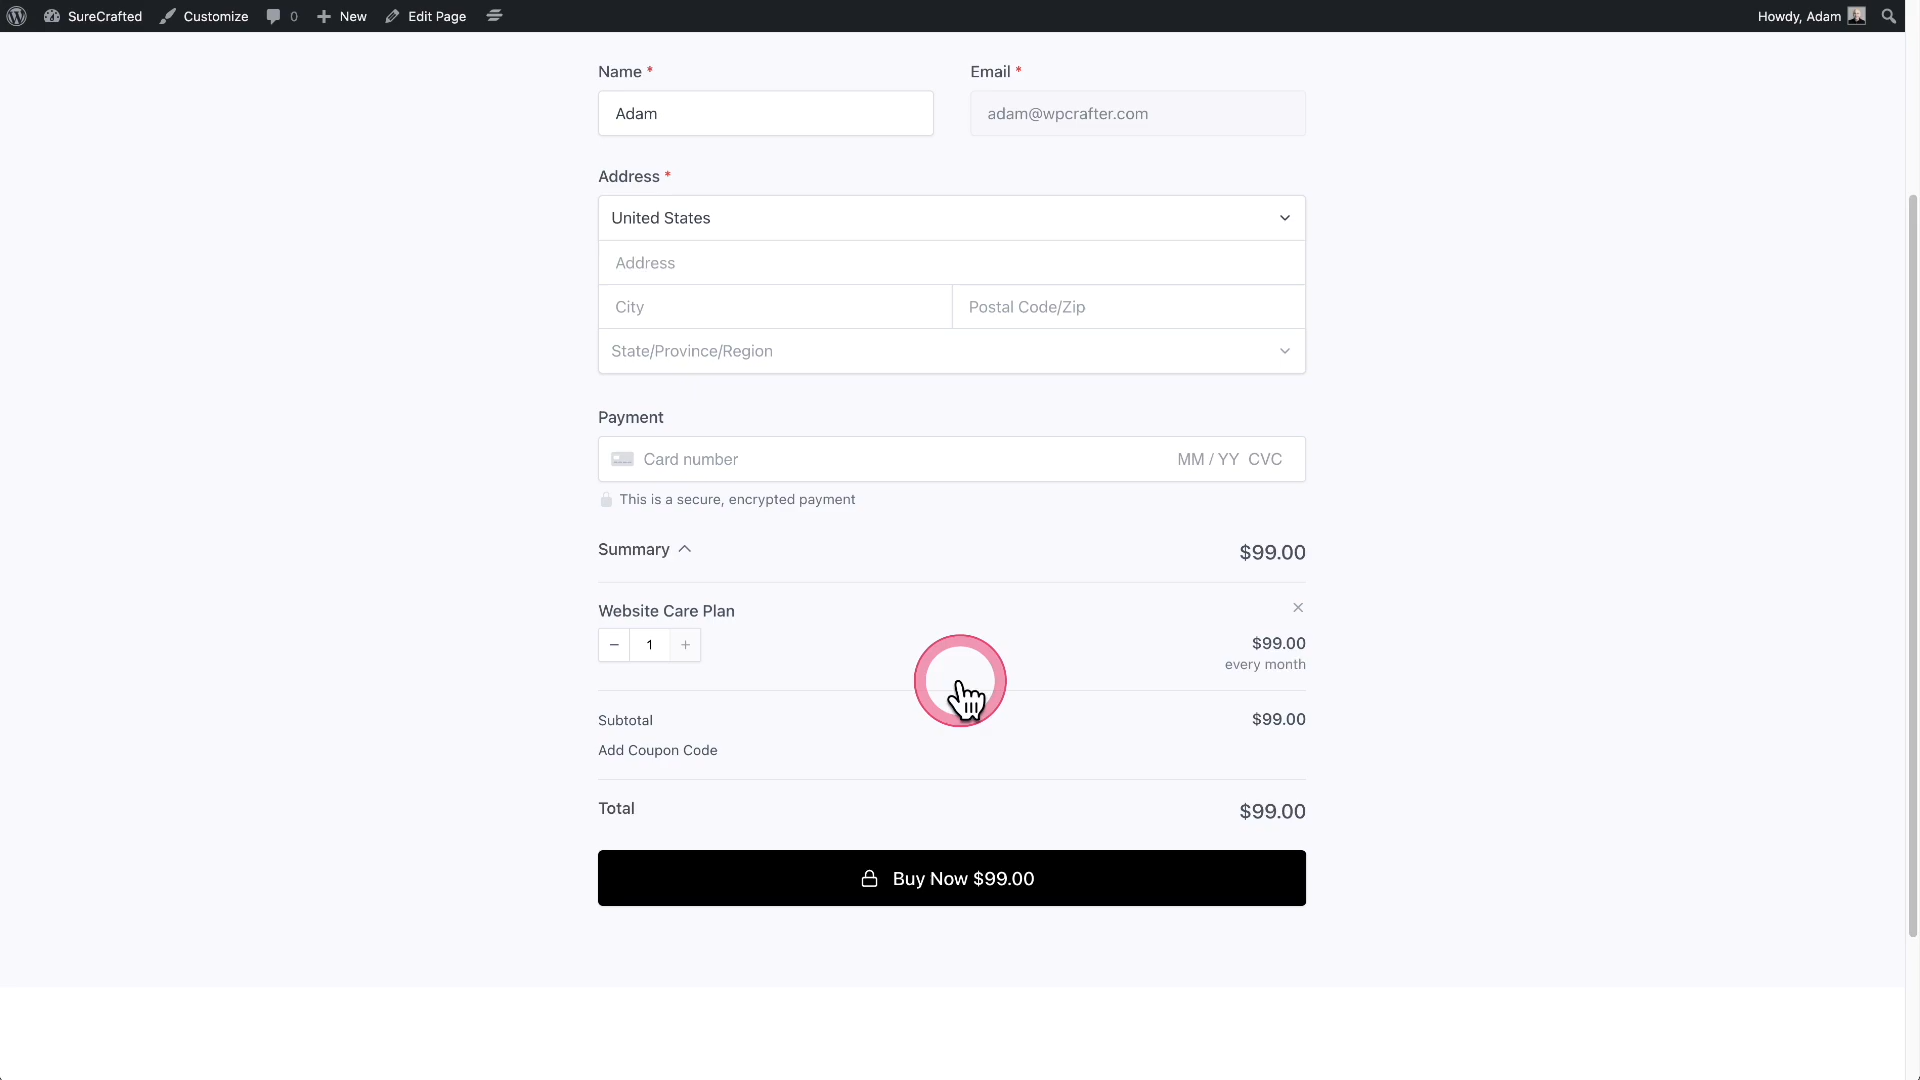 SureCrafted Customize 0 New Edit Page Howdy, Adam
Name * Email *
Adam adam@wpcrafter.com
Address *
United States
Address
City Postal Code/Zip
State/Province/Region
Payment
Card number MM / YY CVC
This is a secure, encrypted payment
Summary $99.00
Website Care Plan
− 1 + $99.00
every month
Subtotal $99.00
Add Coupon Code
Total $99.00
Buy Now $99.00